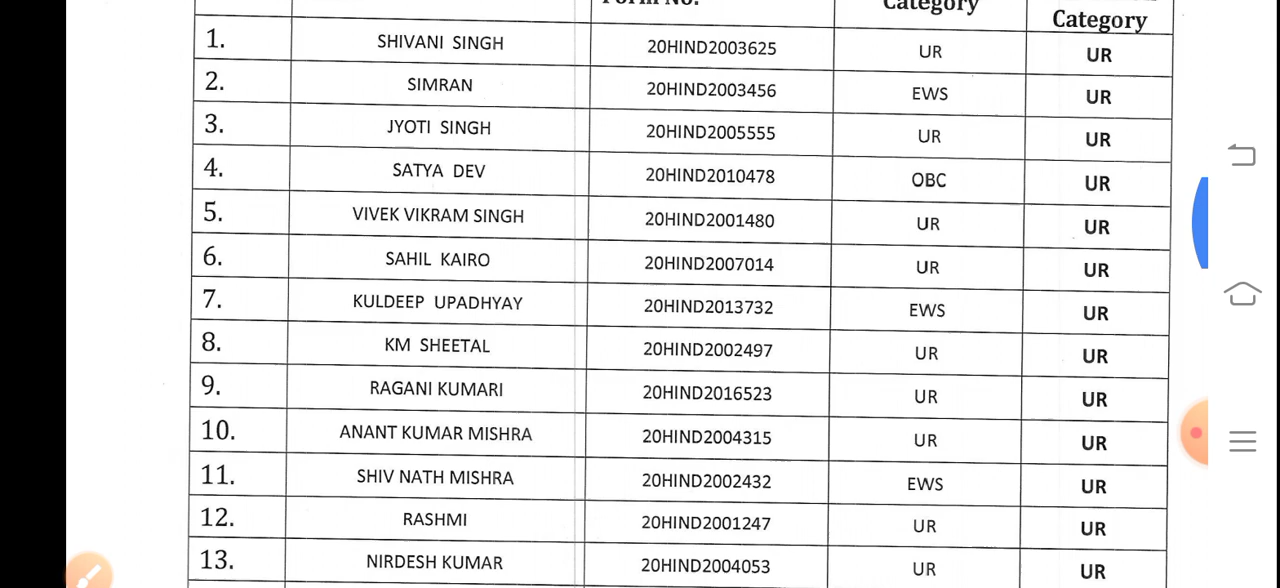 Form No. Category Category
1. SHIVANI SINGH 20HIND2003625 UR UR
2. SIMRAN 20HIND2003456 EWS UR
3. JYOTI SINGH 20HIND2005555 UR UR
4. SATYA DEV 20HIND2010478 OBC UR
5. VIVEK VIKRAM SINGH 20HIND2001480 UR UR
6. SAHIL KAIRO 20HIND2007014 UR UR
7. KULDEEP UPADHYAY 20HIND2013732 EWS UR
8. KM SHEETAL 20HIND2002497 UR UR
9. RAGANI KUMARI 20HIND2016523 UR UR
10. ANANT KUMAR MISHRA 20HIND2004315 UR UR
11. SHIV NATH MISHRA 20HIND2002432 EWS UR
12. RASHMI 20HIND2001247 UR UR
13. NIRDESH KUMAR 20HIND2004053 UR UR